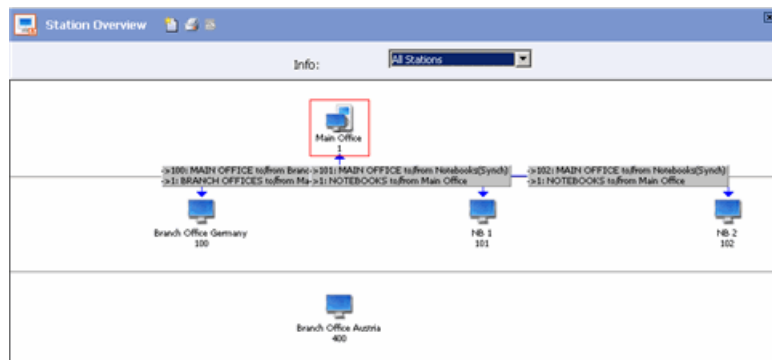 Station Overview
Info:
All Stations
Main Office
1
->100: MAIN OFFICE to/from Branc
->1: BRANCH OFFICES to/from Ma
->101: MAIN OFFICE to/from Notebooks(Synch)
->1: NOTEBOOKS to/from Main Office
->102: MAIN OFFICE to/from Notebooks(Synch)
->1: NOTEBOOKS to/from Main Office
Branch Office Germany
100
NB 1
101
NB 2
102
Branch Office Austria
400